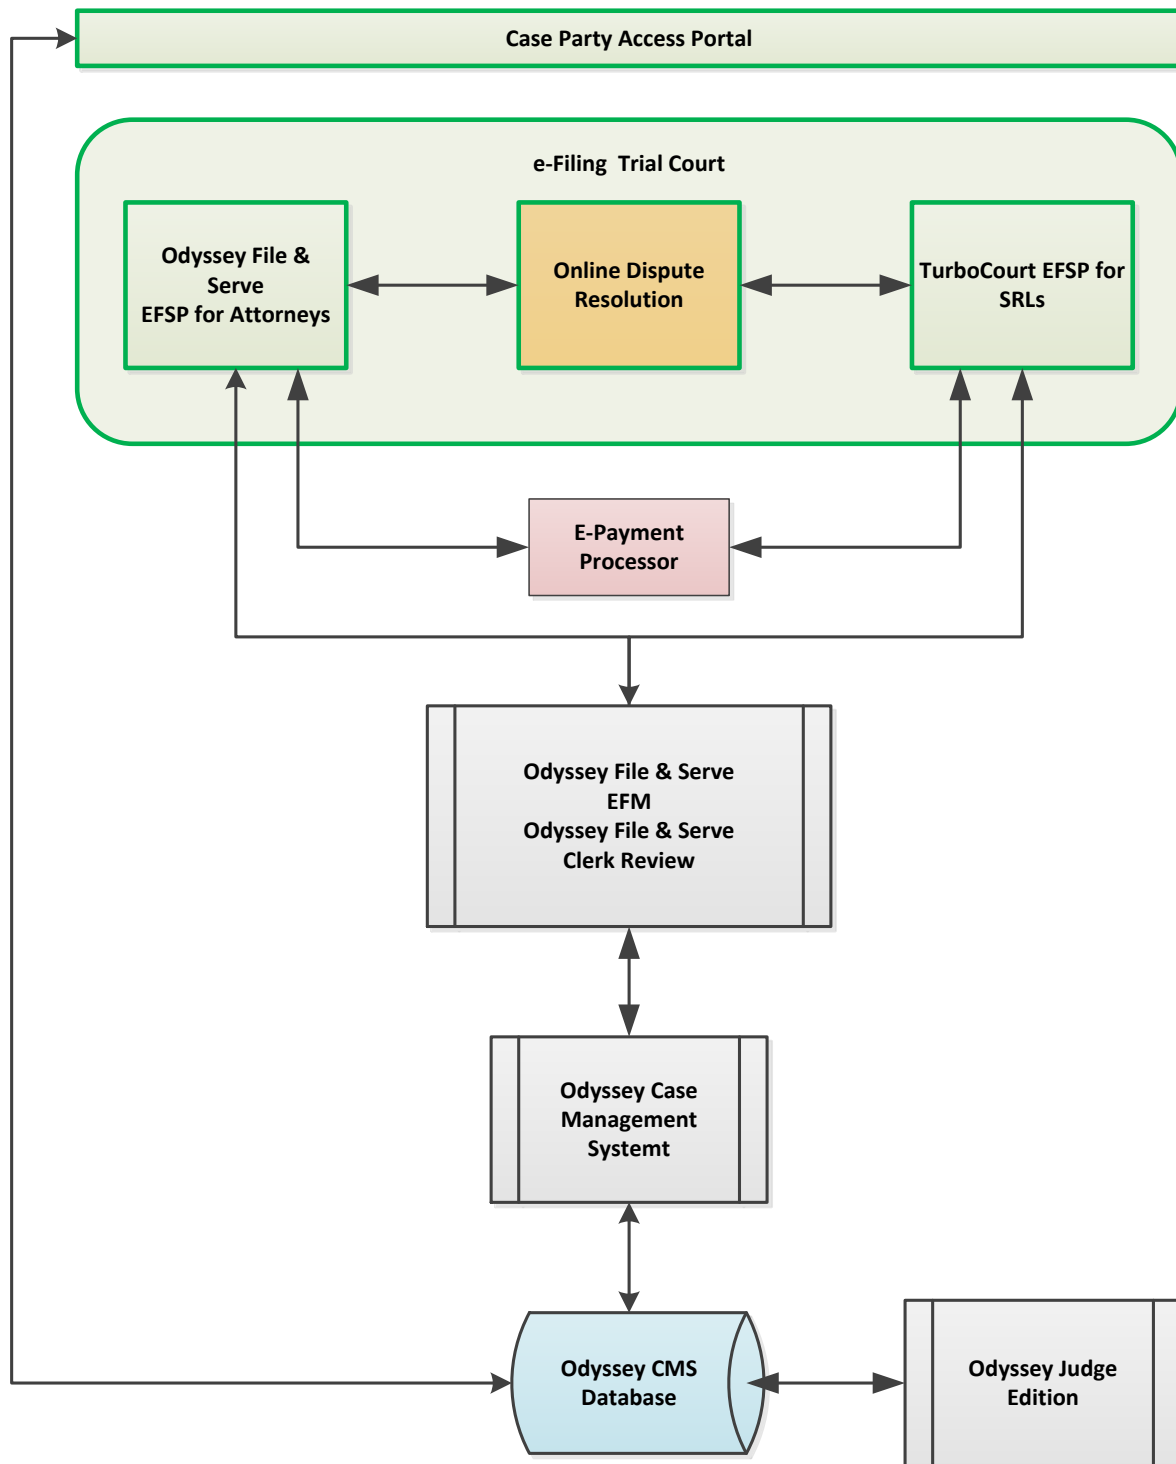 Case Party Access Portal
e-Filing  Trial Court
Odyssey File &
Serve
EFSP for Attorneys
Online Dispute
Resolution
TurboCourt EFSP for
SRLs
E-Payment
Processor
Odyssey File & Serve
EFM
Odyssey File & Serve
Clerk Review
Odyssey Case
Management
Systemt
Odyssey CMS
Database
Odyssey Judge
Edition